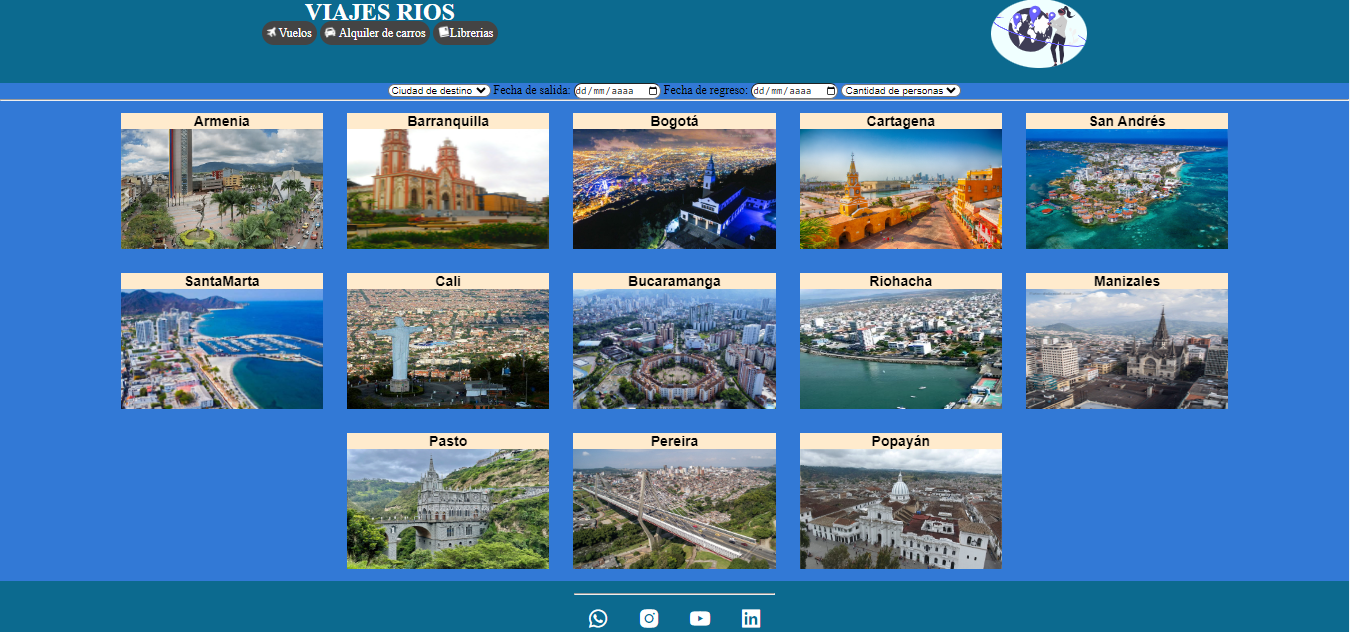 VIAJES RIOS
Vuelos Alquiler de carros Librerias
Ciudad de destino Fecha de salida: dd/mm/aaaa Fecha de regreso: dd/mm/aaaa Cantidad de personas
Armenia Barranquilla Bogotá Cartagena San Andrés
SantaMarta Cali Bucaramanga Riohacha Manizales
Pasto Pereira Popayán
in